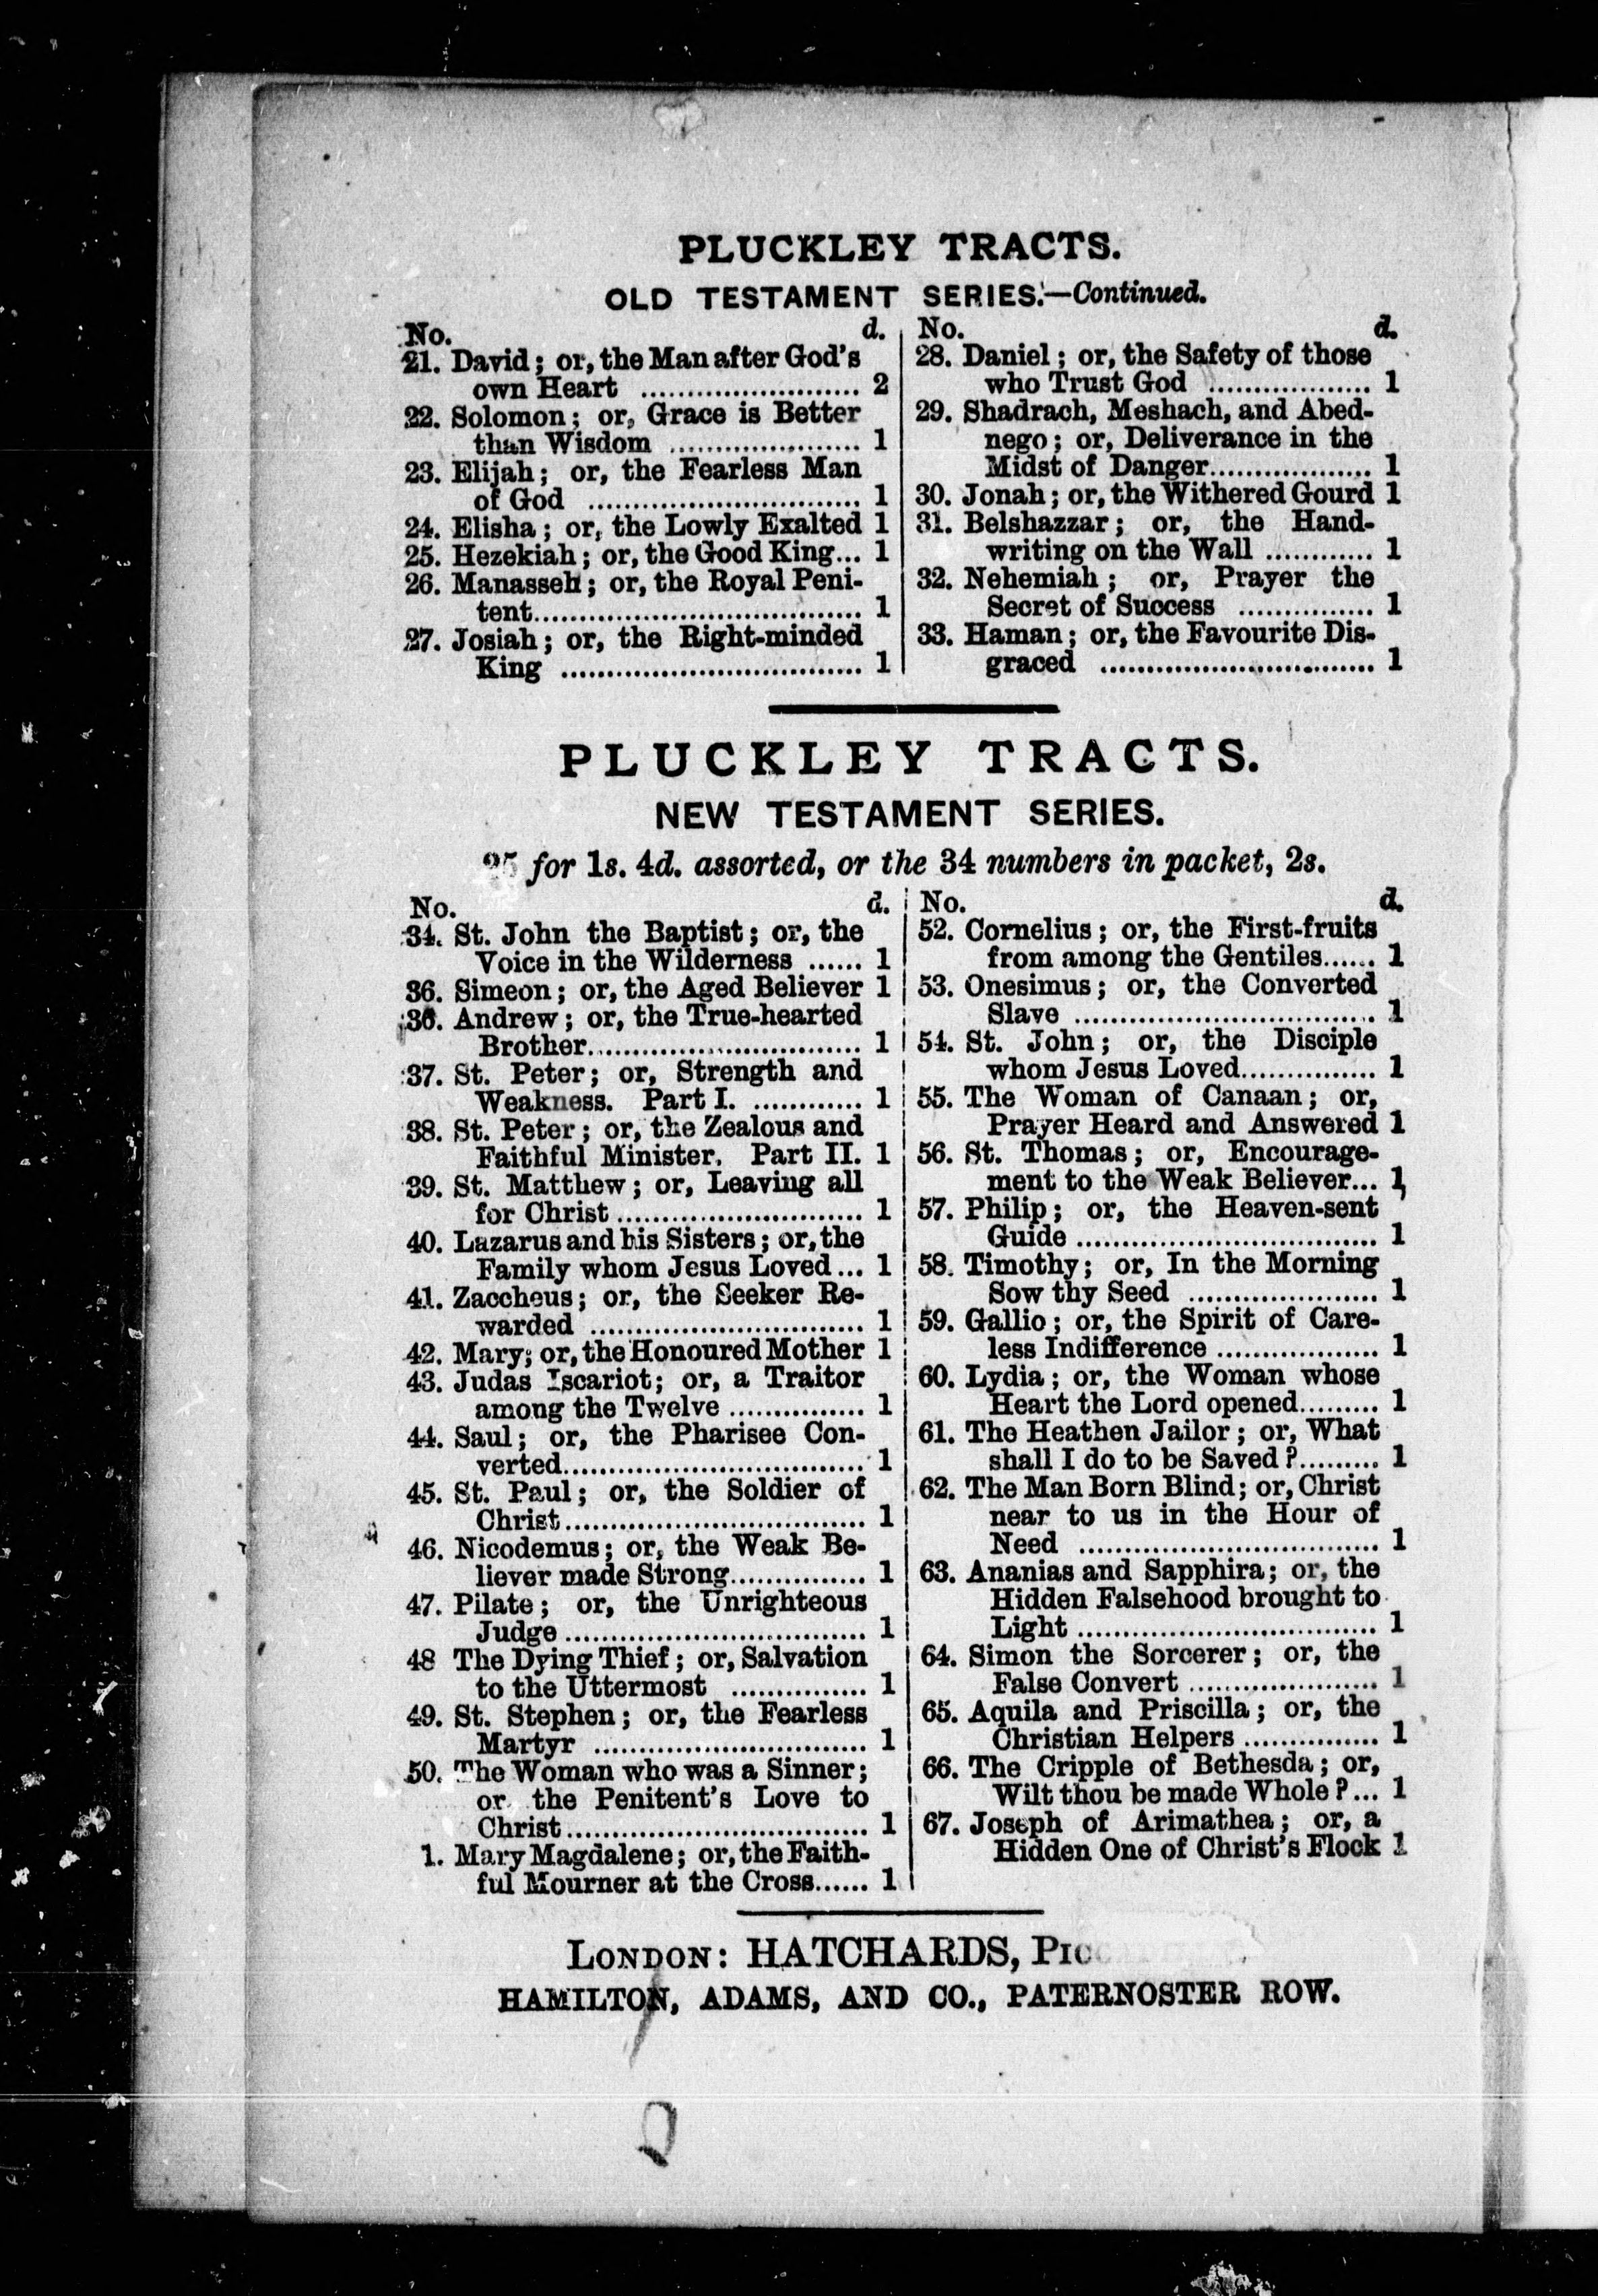 PLUCKLEY TRACTS.
OLD TESTAMENT SERIES.—Continued.
No. d.
21. David; or, the Man after God's
own Heart ........................ 2
22. Solomon; or, Grace is Better
than Wisdom ..................... 1
23. Elijah; or, the Fearless Man
of God .............................. 1
24. Elisha; or, the Lowly Exalted 1
25. Hezekiah; or, the Good King... 1
26. Manasseh; or, the Royal Peni-
tent.................................... 1
27. Josiah; or, the Right-minded
King ................................. 1
No. d.
28. Daniel; or, the Safety of those
who Trust God .................. 1
29. Shadrach, Meshach, and Abed-
nego; or, Deliverance in the
Midst of Danger.................. 1
30. Jonah; or, the Withered Gourd 1
31. Belshazzar; or, the Hand-
writing on the Wall ............ 1
32. Nehemiah; or, Prayer the
Secret of Success ............... 1
33. Haman; or, the Favourite Dis-
graced .............................. 1
PLUCKLEY TRACTS.
NEW TESTAMENT SERIES.
25 for 1s. 4d. assorted, or the 34 numbers in packet, 2s.
No. d.
34. St. John the Baptist; or, the
Voice in the Wilderness ...... 1
36. Simeon; or, the Aged Believer 1
36. Andrew; or, the True-hearted
Brother.............................. 1
37. St. Peter; or, Strength and
Weakness. Part I. ............ 1
38. St. Peter; or, the Zealous and
Faithful Minister. Part II. 1
39. St. Matthew; or, Leaving all
for Christ ........................... 1
40. Lazarus and his Sisters; or, the
Family whom Jesus Loved... 1
41. Zaccheus; or, the Seeker Re-
warded .............................. 1
42. Mary; or, the Honoured Mother 1
43. Judas Iscariot; or, a Traitor
among the Twelve ............... 1
44. Saul; or, the Pharisee Con-
verted................................. 1
45. St. Paul; or, the Soldier of
Christ................................. 1
46. Nicodemus; or, the Weak Be-
liever made Strong............... 1
47. Pilate; or, the Unrighteous
Judge ................................. 1
48 The Dying Thief; or, Salvation
to the Uttermost ............... 1
49. St. Stephen; or, the Fearless
Martyr .............................. 1
50. The Woman who was a Sinner;
or the Penitent's Love to
Christ................................. 1
1. Mary Magdalene; or, the Faith-
ful Mourner at the Cross...... 1
No. d.
52. Cornelius; or, the First-fruits
from among the Gentiles...... 1
53. Onesimus; or, the Converted
Slave ................................. 1
54. St. John; or, the Disciple
whom Jesus Loved............... 1
55. The Woman of Canaan; or,
Prayer Heard and Answered 1
56. St. Thomas; or, Encourage-
ment to the Weak Believer... 1
57. Philip; or, the Heaven-sent
Guide ................................. 1
58. Timothy; or, In the Morning
Sow thy Seed ..................... 1
59. Gallio; or, the Spirit of Care-
less Indifference .................. 1
60. Lydia; or, the Woman whose
Heart the Lord opened......... 1
61. The Heathen Jailor; or, What
shall I do to be Saved?......... 1
62. The Man Born Blind; or, Christ
near to us in the Hour of
Need ................................. 1
63. Ananias and Sapphira; or, the
Hidden Falsehood brought to
Light ................................. 1
64. Simon the Sorcerer; or, the
False Convert ..................... 1
65. Aquila and Priscilla; or, the
Christian Helpers ............... 1
66. The Cripple of Bethesda; or,
Wilt thou be made Whole?... 1
67. Joseph of Arimathea; or, a
Hidden One of Christ's Flock 1
LONDON: HATCHARDS,
HAMILTON, ADAMS, AND CO., PATERNOSTER ROW.